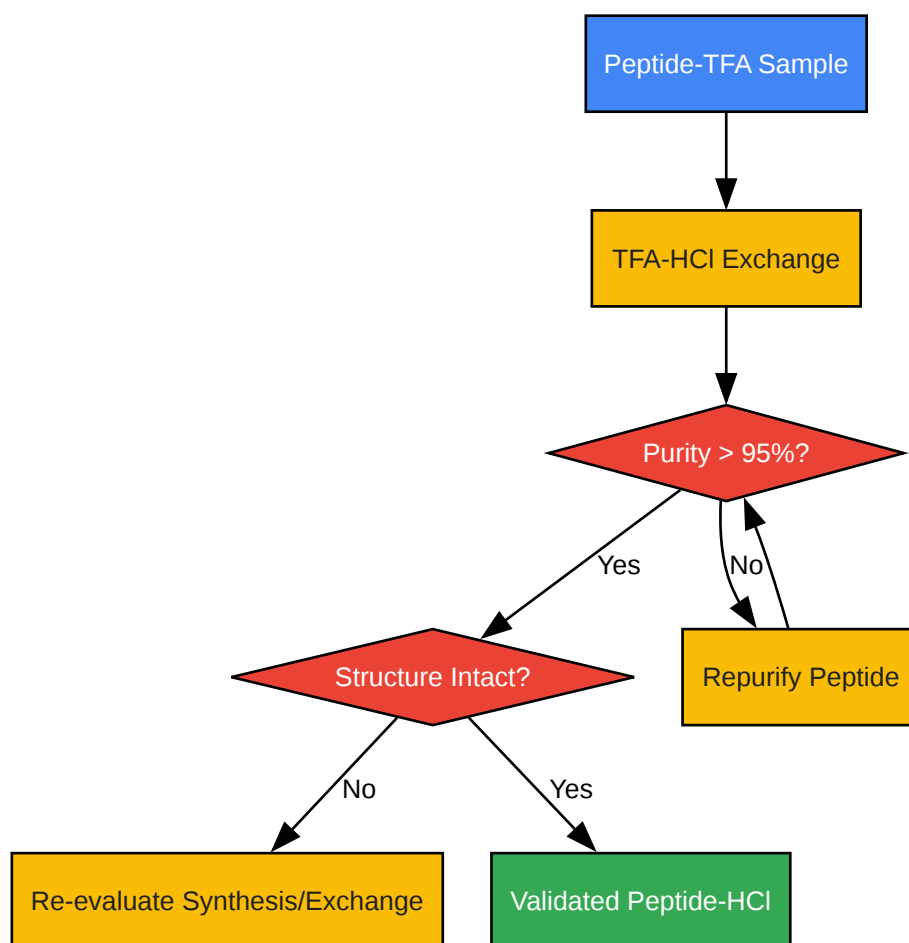 Peptide-TFA Sample
TFA-HCl Exchange
Purity > 95%?
Yes
No
Structure Intact?
Repurify Peptide
No
Yes
Re-evaluate Synthesis/Exchange
Validated Peptide-HCl